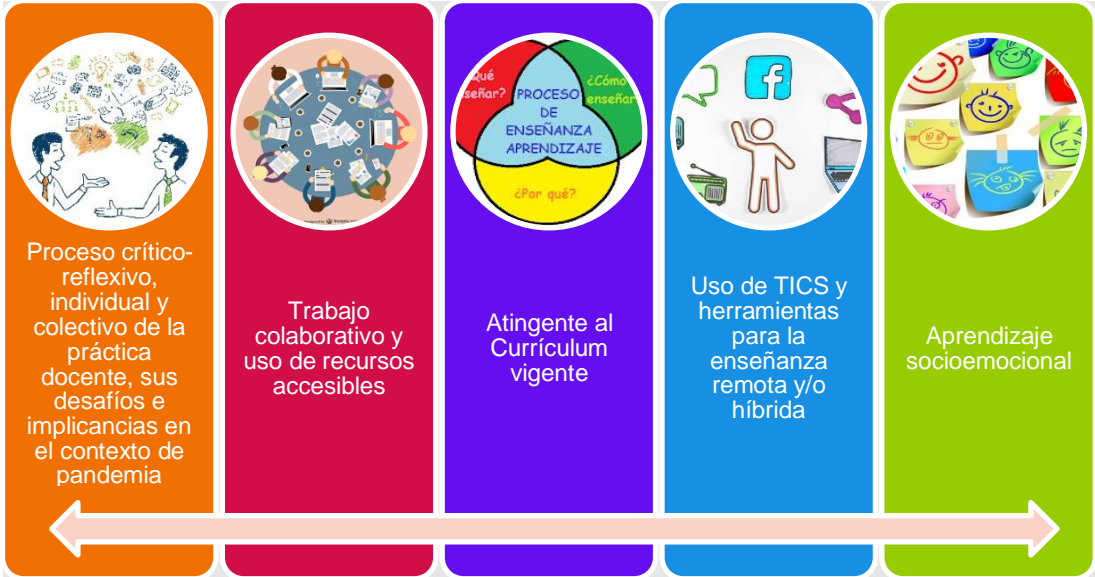 Proceso crítico-
reflexivo,
individual y
colectivo de la
práctica
docente, sus
desafíos e
implicancias en
el contexto de
pandemia
Trabajo
colaborativo y
uso de recursos
accesibles
¿Cómo
enseñar
PROCESO
DE
ENSEÑANZA
APRENDIZAJE
¿Por qué?
Atingente al
Currículum
vigente
f
Uso de TICS y
herramientas
para la
enseñanza
remota y/o
híbrida
Aprendizaje
socioemocional